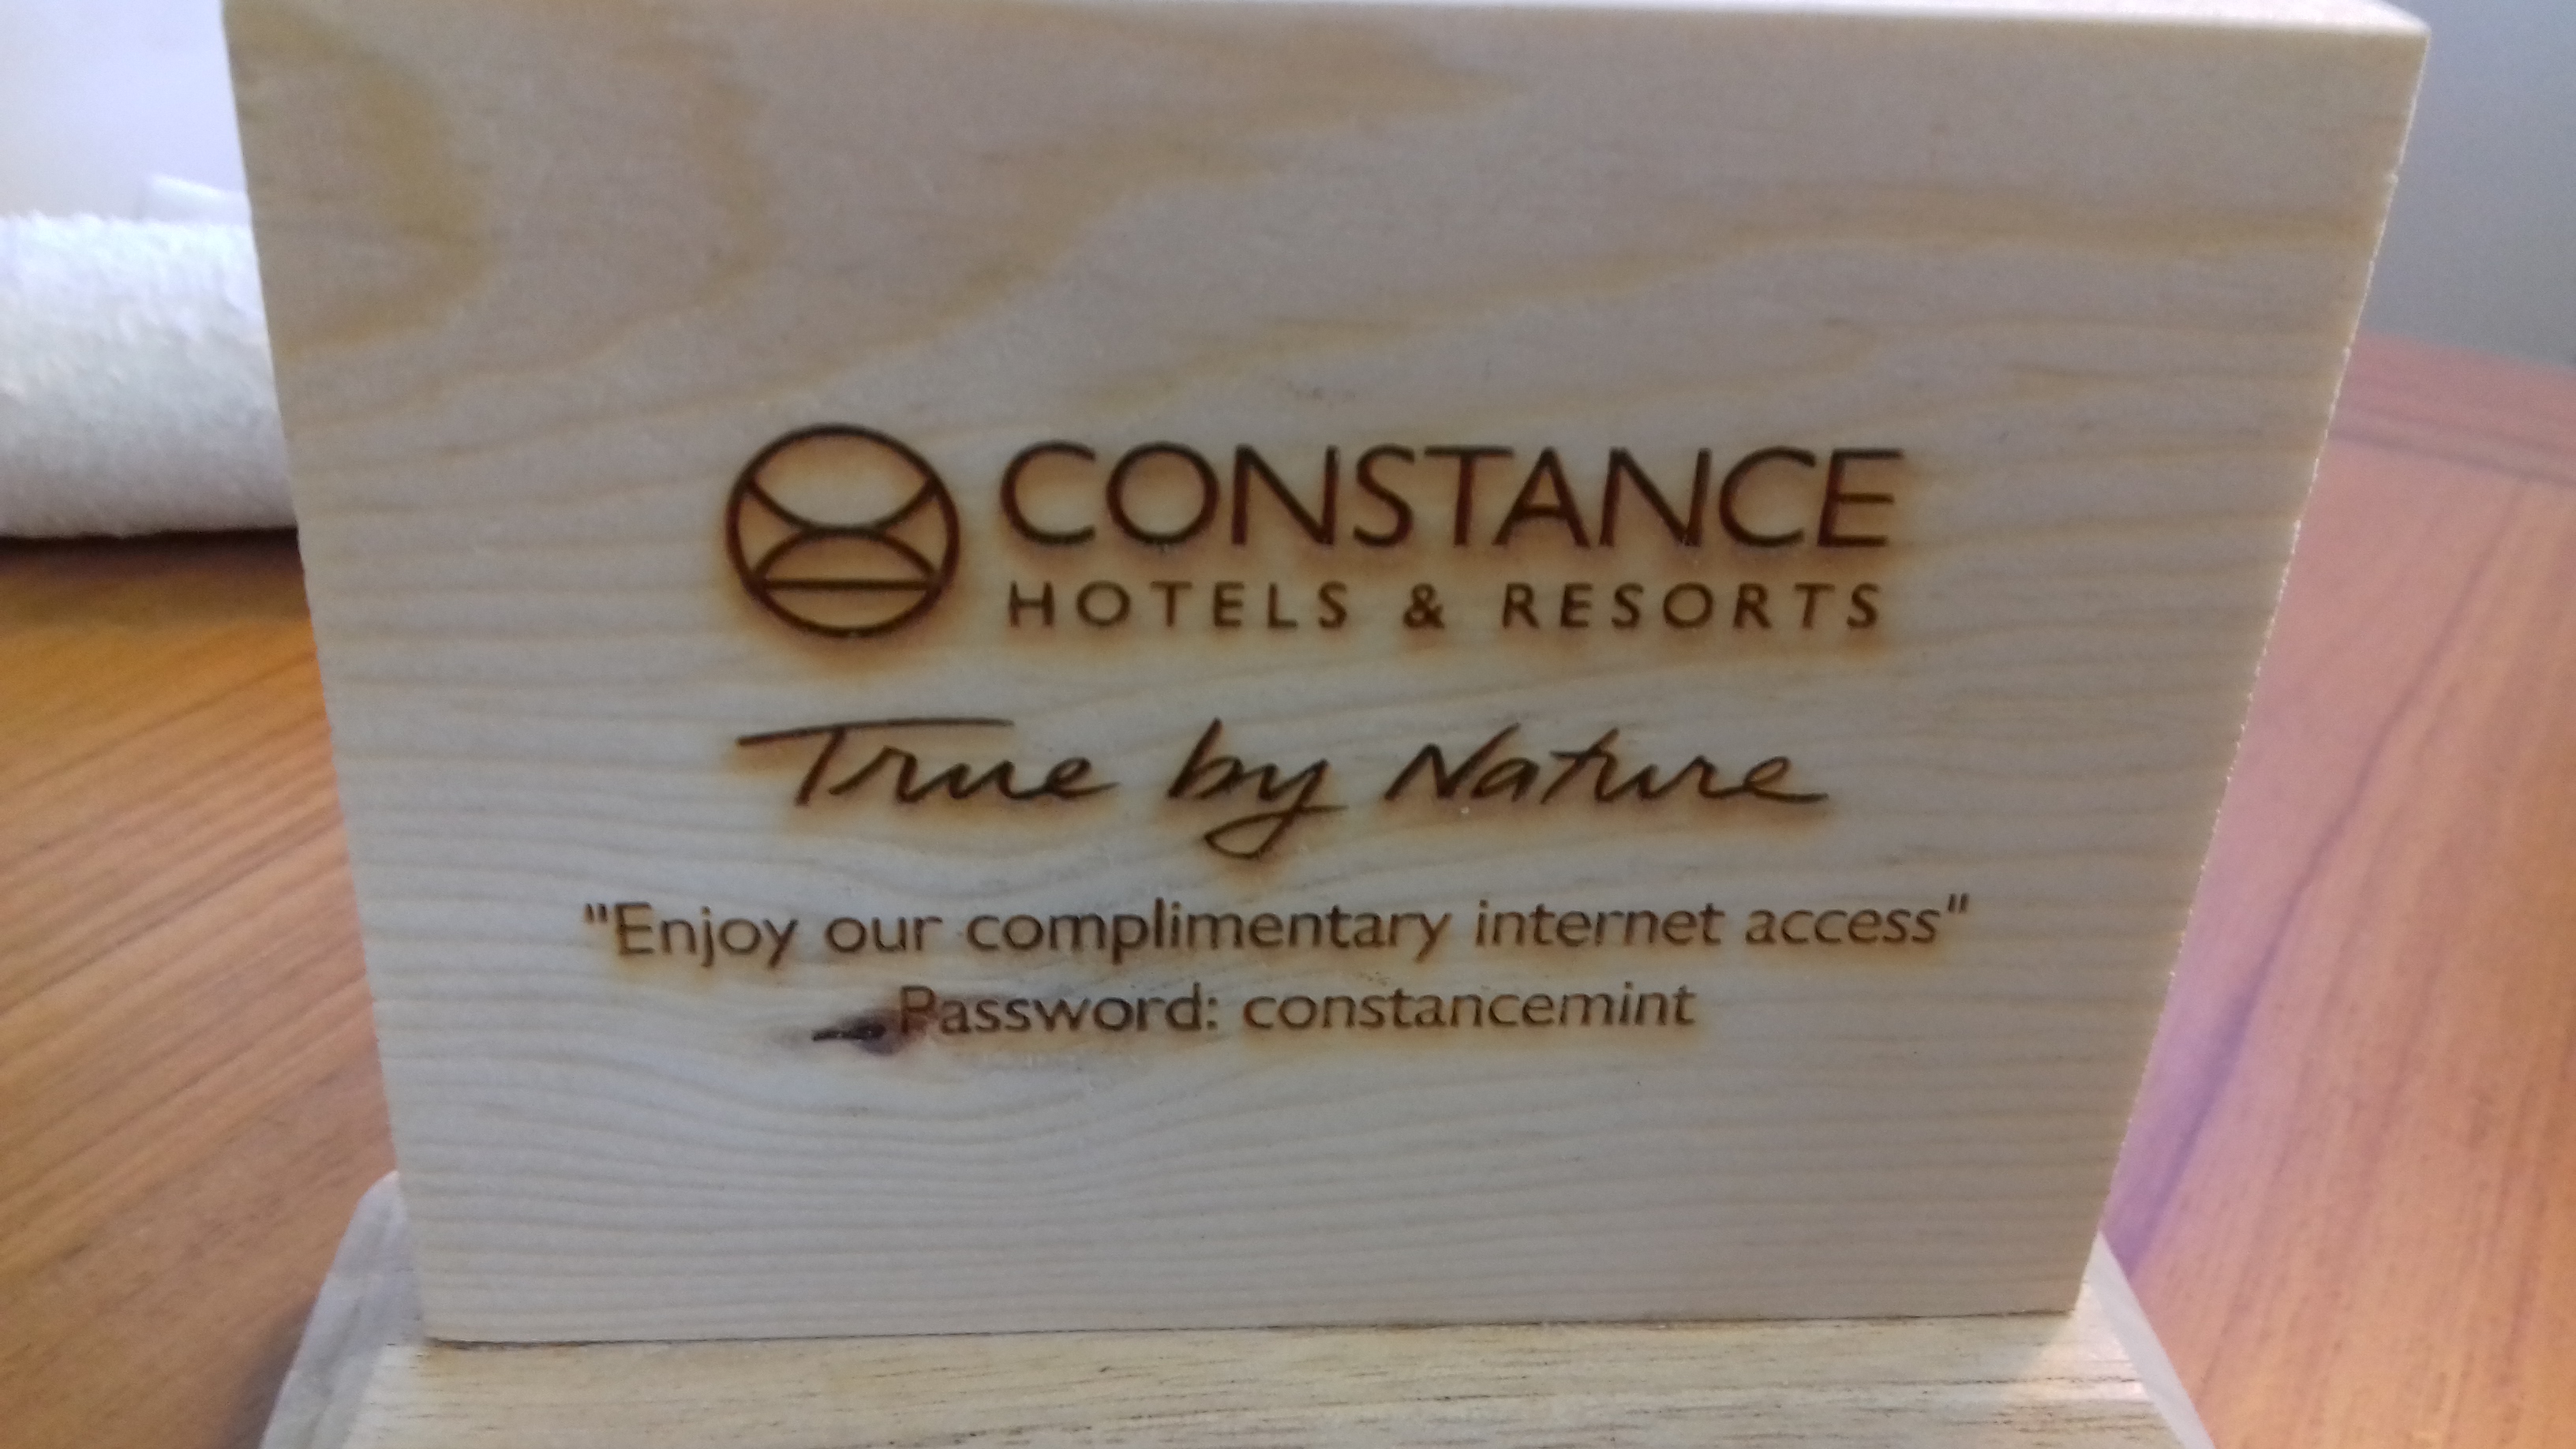 CONSTANCE
HOTELS & RESORTS
True by Nature
"Enjoy our complimentary internet access"
Password: constancemint